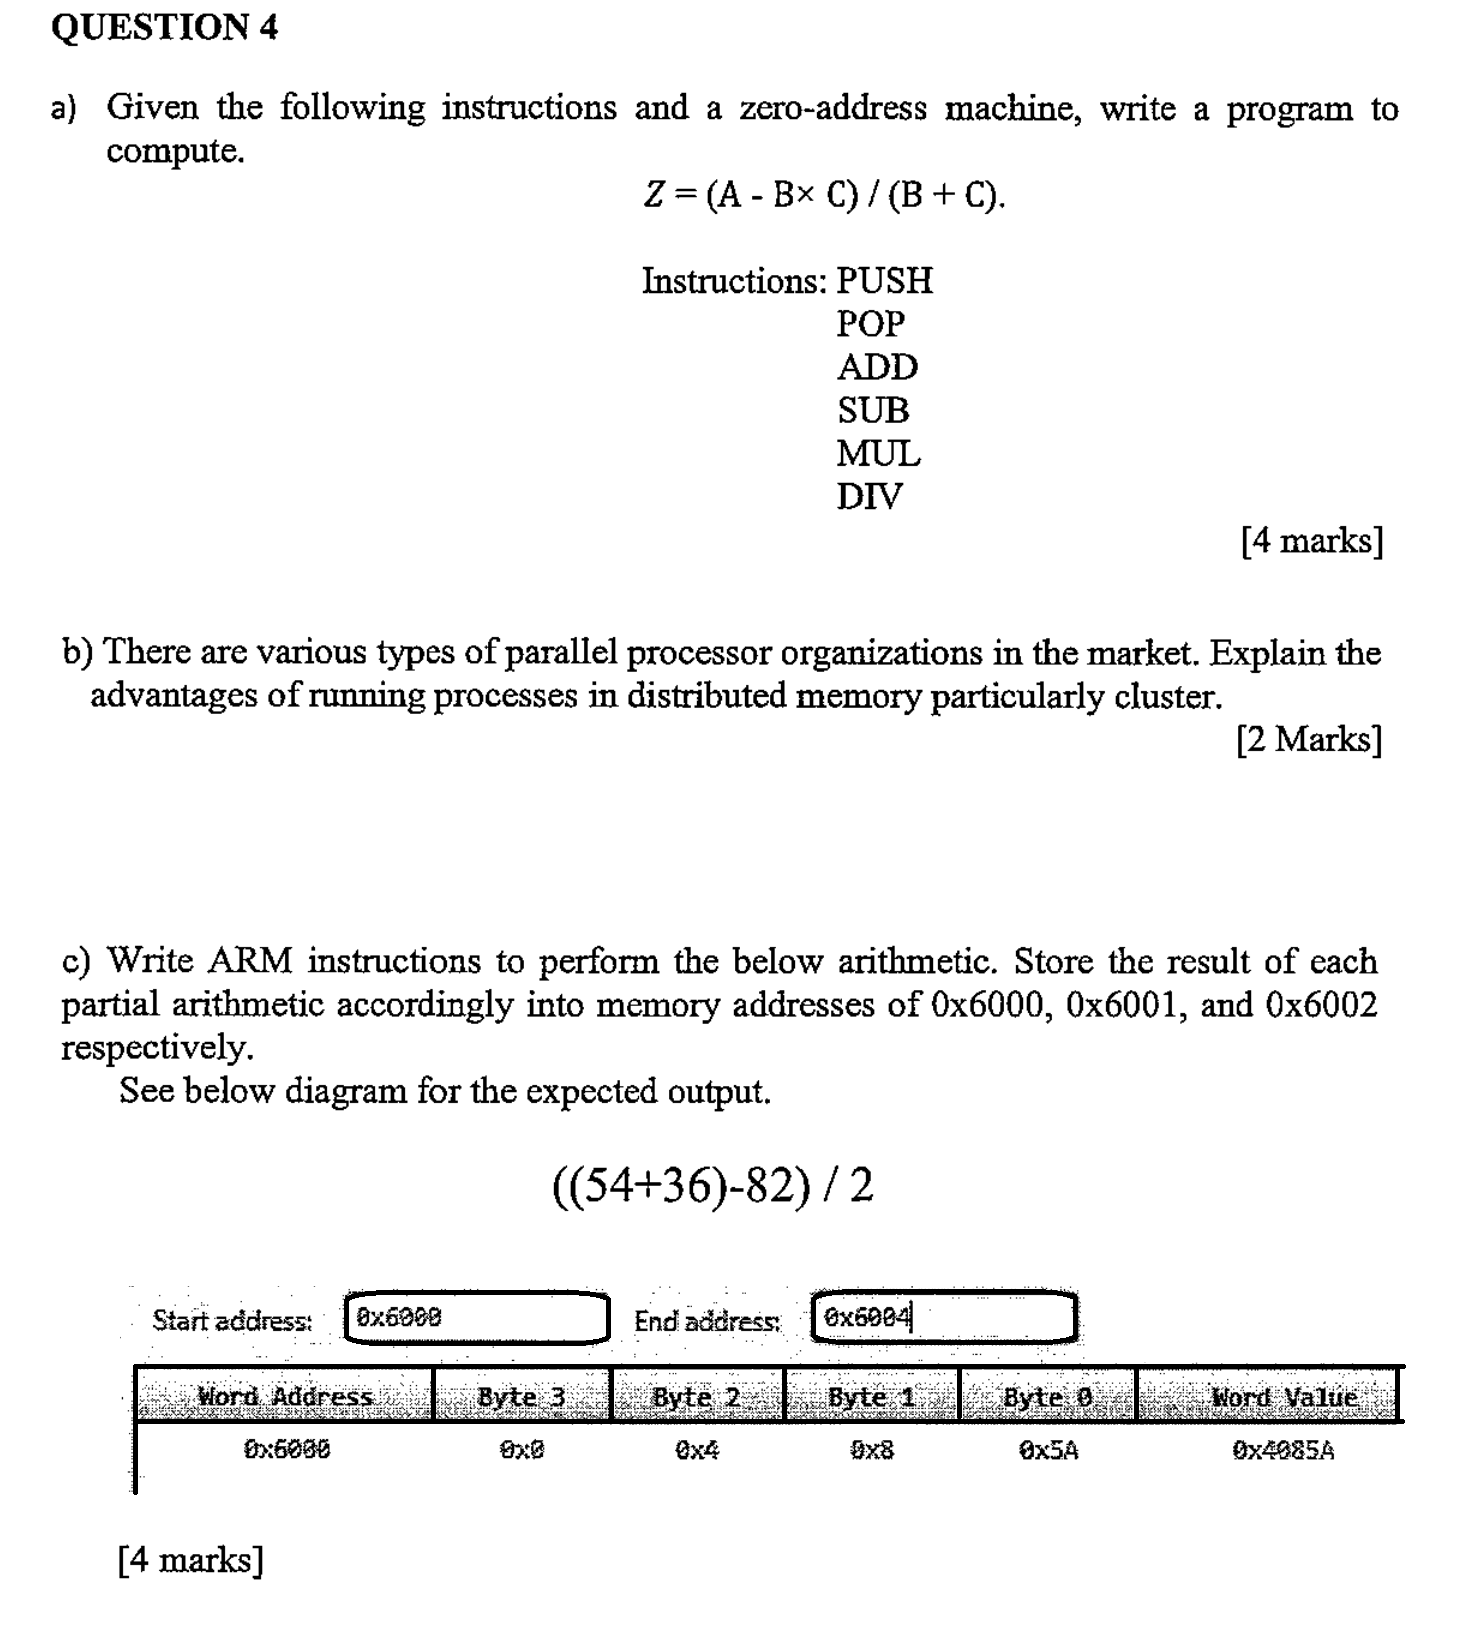 QUESTION 4
a) Given the following instructions and a zero-address machine, write a program to
compute.
Z = (A - B× C) / (B + C).
Instructions: PUSH
POP
ADD
SUB
MUL
DIV
[4 marks]
b) There are various types of parallel processor organizations in the market. Explain the
advantages of running processes in distributed memory particularly cluster.
[2 Marks]
c) Write ARM instructions to perform the below arithmetic. Store the result of each
partial arithmetic accordingly into memory addresses of 0x6000, 0x6001, and 0x6002
respectively.
See below diagram for the expected output.
((54+36)-82) / 2
Start address: 0x6000 End address: 0x6004
Word Address Byte 3 Byte 2 Byte 1 Byte 0 Word Value
0x6000 0x0 0x4 0x8 0x5A 0x4085A
[4 marks]